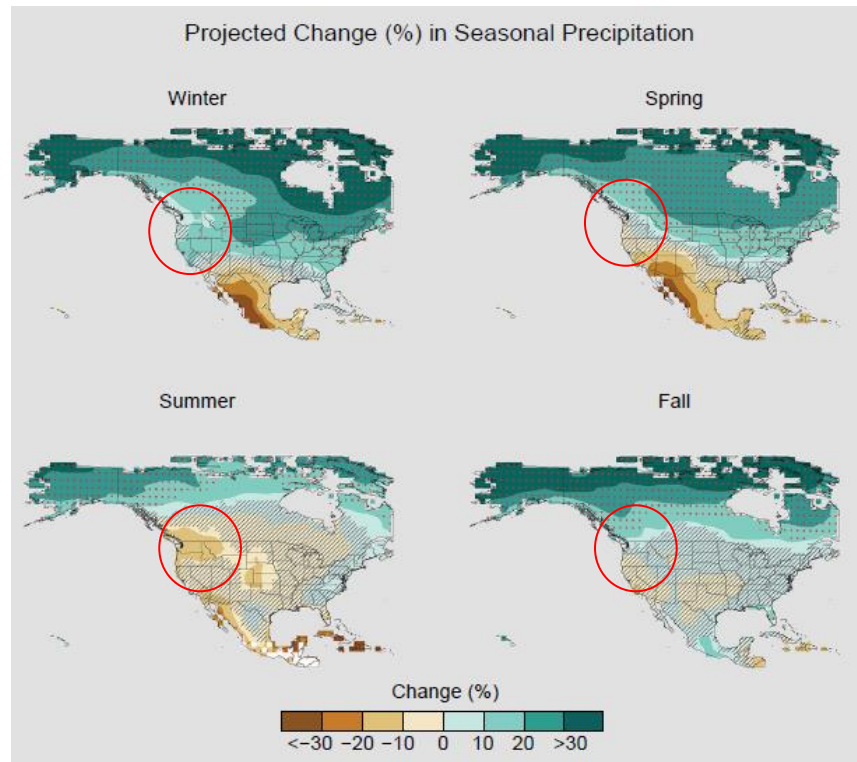 Projected Change (%) in Seasonal Precipitation
Winter
Spring
Summer
Fall
Change (%)
<−30 −20 −10 0 10 20 >30